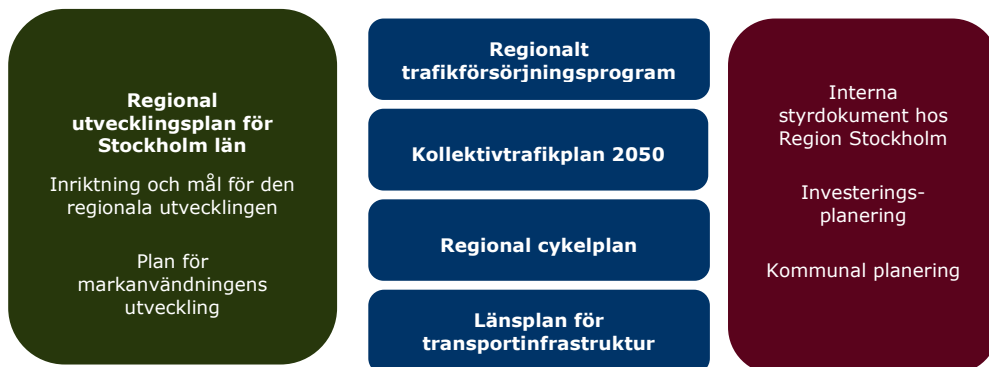 Regional
utvecklingsplan för
Stockholm län
Inriktning och mål för den
regionala utvecklingen
Plan för
markanvändningens
utveckling
Regionalt
trafikförsörjningsprogram
Kollektivtrafikplan 2050
Regional cykelplan
Länsplan för
transportinfrastruktur
Interna
styrdokument hos
Region Stockholm
Investerings-
planering
Kommunal planering